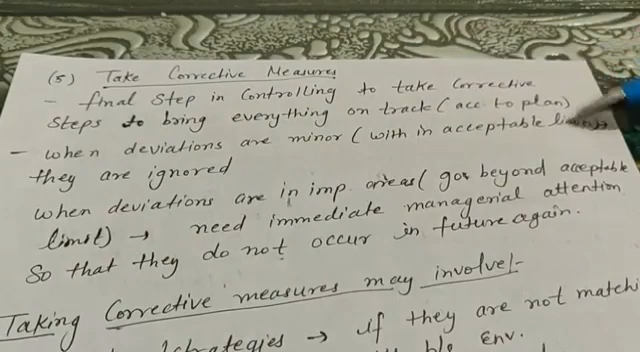 (5) Take Corrective Measures
- final step in controlling to take corrective
steps to bring everything on track (acc to plan)
- when deviations are minor (with in acceptable limits)
they are ignored
when deviations are in imp areas (goes beyond acceptable
limit) → need immediate managerial attention
So that they do not occur in future again.
Taking Corrective measures may involve:-
→ if they are not matchi
Env.